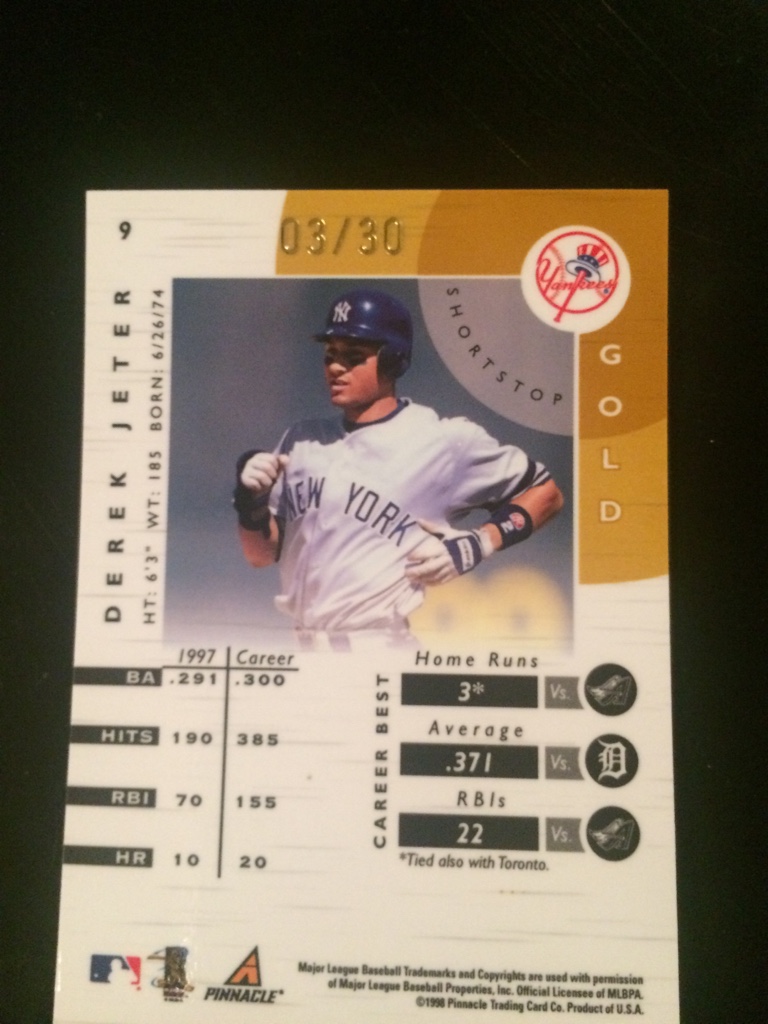 9
03/30
Yankees
GOLD
SHORTSTOP
DEREK JETER
HT: 6'3" WT: 185 BORN: 6/26/74
NY
NEW YORK
1997 Career
BA .291 .300
HITS 190 385
RBI 70 155
HR 10 20
CAREER BEST
Home Runs
3* Vs. A
Average
.371 Vs. D
RBIs
22 Vs. A
*Tied also with Toronto.
PINNACLE®
Major League Baseball Trademarks and Copyrights are used with permission
of Major League Baseball Properties, Inc. Official Licensee of MLBPA.
©1998 Pinnacle Trading Card Co. Product of U.S.A.